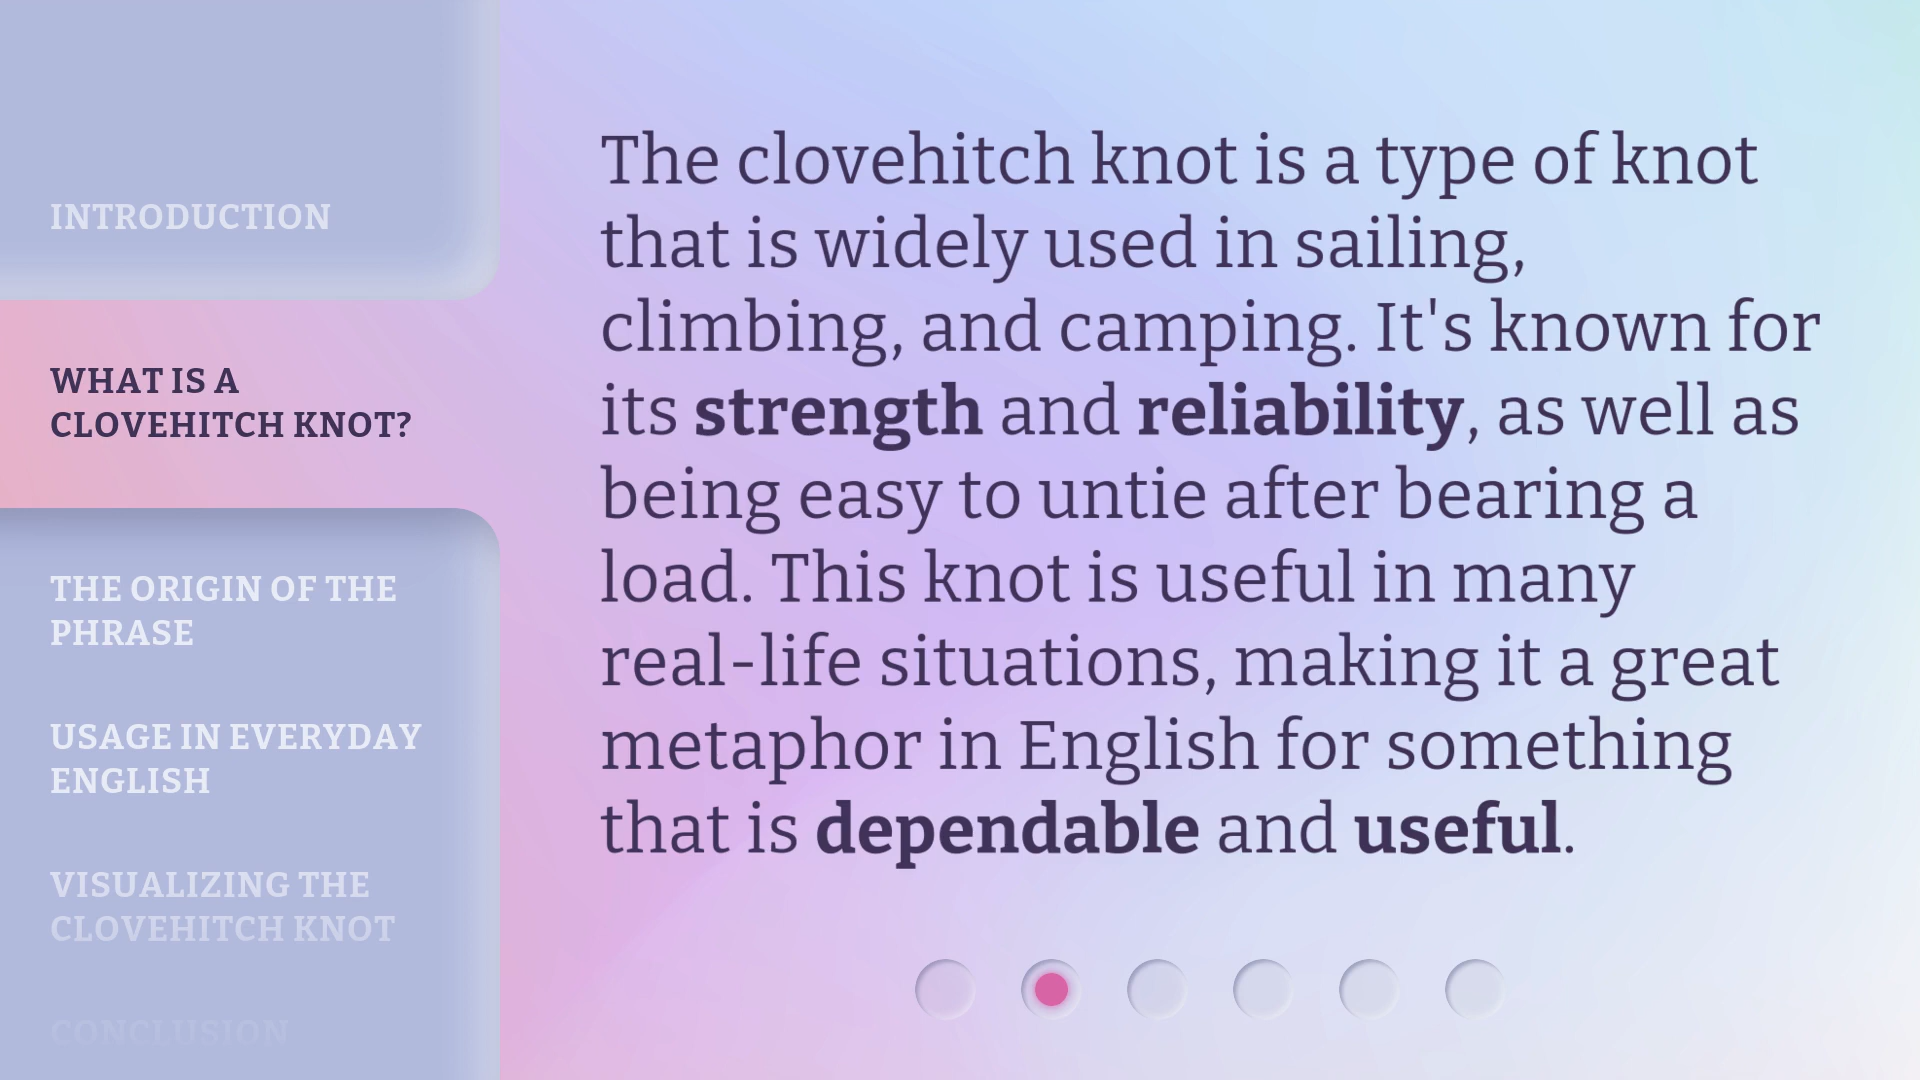 INTRODUCTION
WHAT IS A
CLOVEHITCH KNOT?
THE ORIGIN OF THE
PHRASE
USAGE IN EVERYDAY
ENGLISH
VISUALIZING THE
CLOVEHITCH KNOT
CONCLUSION
The clovehitch knot is a type of knot
that is widely used in sailing,
climbing, and camping. It's known for
its strength and reliability, as well as
being easy to untie after bearing a
load. This knot is useful in many
real-life situations, making it a great
metaphor in English for something
that is dependable and useful.